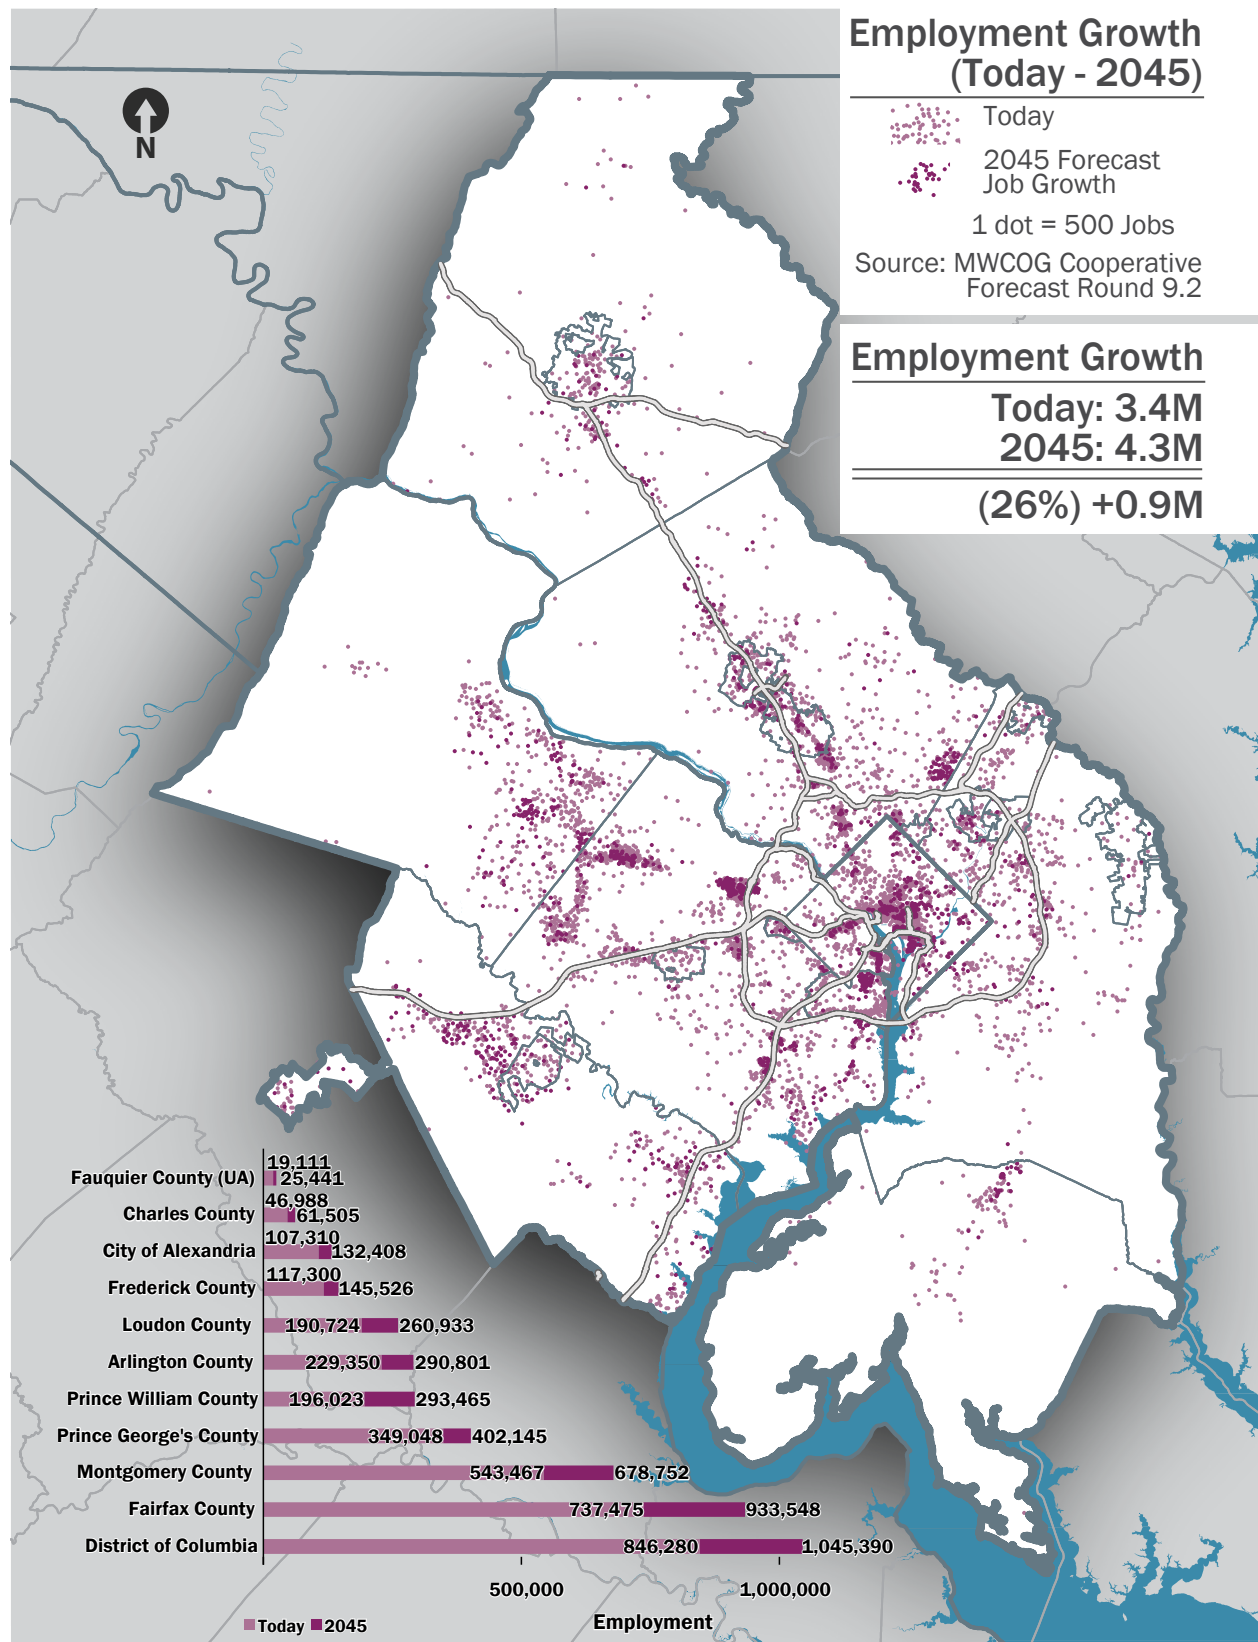 Employment Growth
(Today - 2045)
Today
2045 Forecast
Job Growth
1 dot = 500 Jobs
Source: MWCOG Cooperative
Forecast Round 9.2
Employment Growth
Today: 3.4M
2045: 4.3M
(26%) +0.9M
N
Fauquier County (UA) 19,111 25,441
Charles County 46,988 61,505
City of Alexandria 107,310 132,408
Frederick County 117,300 145,526
Loudon County 190,724 260,933
Arlington County 229,350 290,801
Prince William County 196,023 293,465
Prince George's County 349,048 402,145
Montgomery County 543,467 678,752
Fairfax County 737,475 933,548
District of Columbia 846,280 1,045,390
500,000 1,000,000
Employment
Today 2045